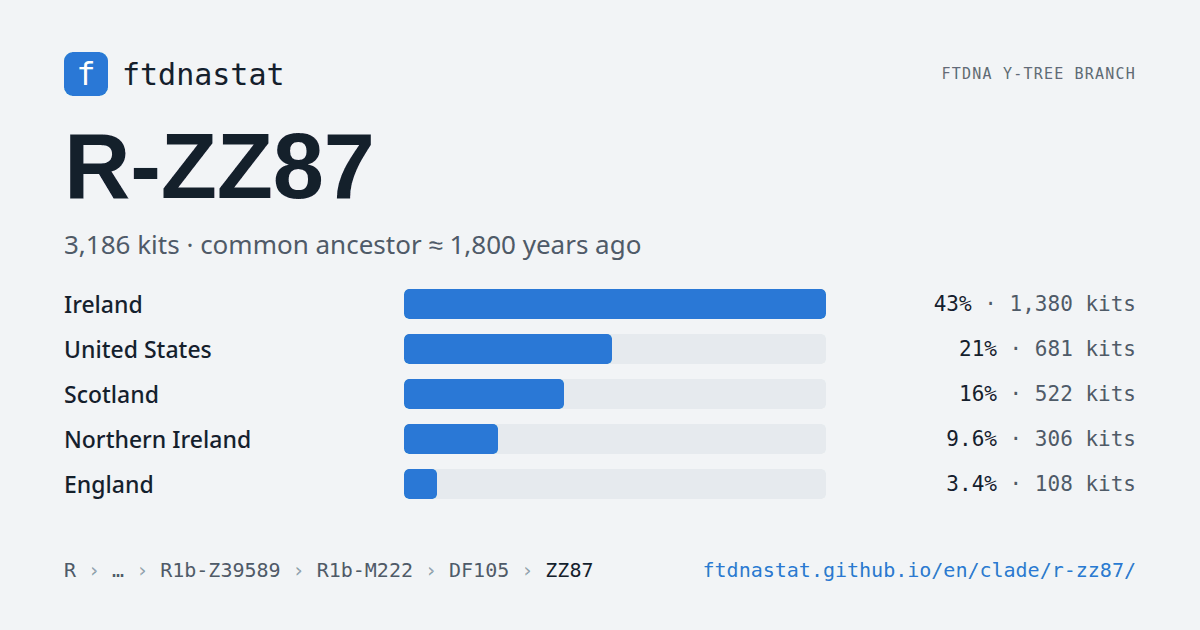 f ftdnastat
FTDNA Y-TREE BRANCH
R-ZZ87
3,186 kits · common ancestor ≈ 1,800 years ago
Ireland 43% · 1,380 kits
United States 21% · 681 kits
Scotland 16% · 522 kits
Northern Ireland 9.6% · 306 kits
England 3.4% · 108 kits
R › … › R1b-Z39589 › R1b-M222 › DF105 › ZZ87
ftdnastat.github.io/en/clade/r-zz87/